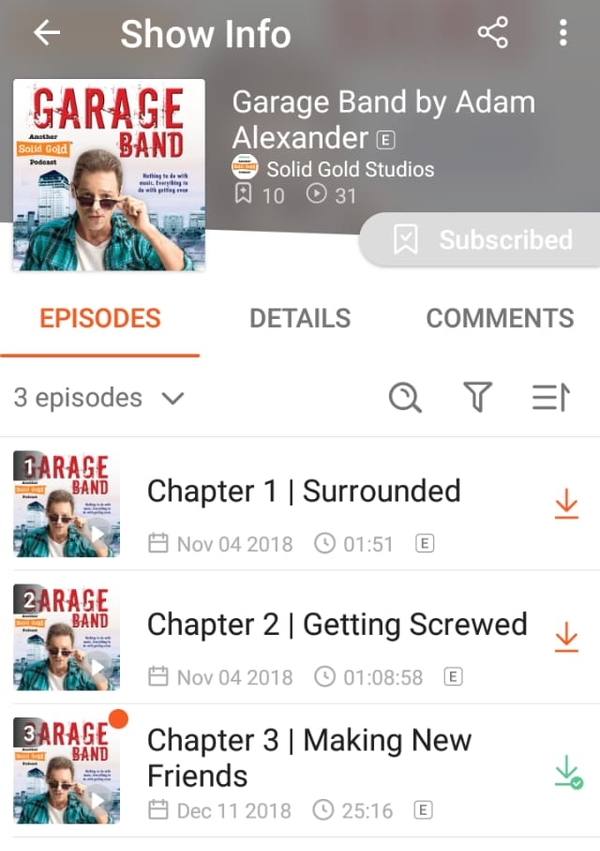 Show Info
GARAGE
BAND
Another
Solid Gold
Podcast
Nothing to do with
music. Everything to
do with getting even
Garage Band by Adam
Alexander E
Solid Gold Studios
10 31
Subscribed
EPISODES DETAILS COMMENTS
3 episodes
1
GARAGE
BAND
Chapter 1 | Surrounded
Nov 04 2018 01:51 E
2
GARAGE
BAND
Chapter 2 | Getting Screwed
Nov 04 2018 01:08:58 E
3
GARAGE
BAND
Chapter 3 | Making New
Friends
Dec 11 2018 25:16 E